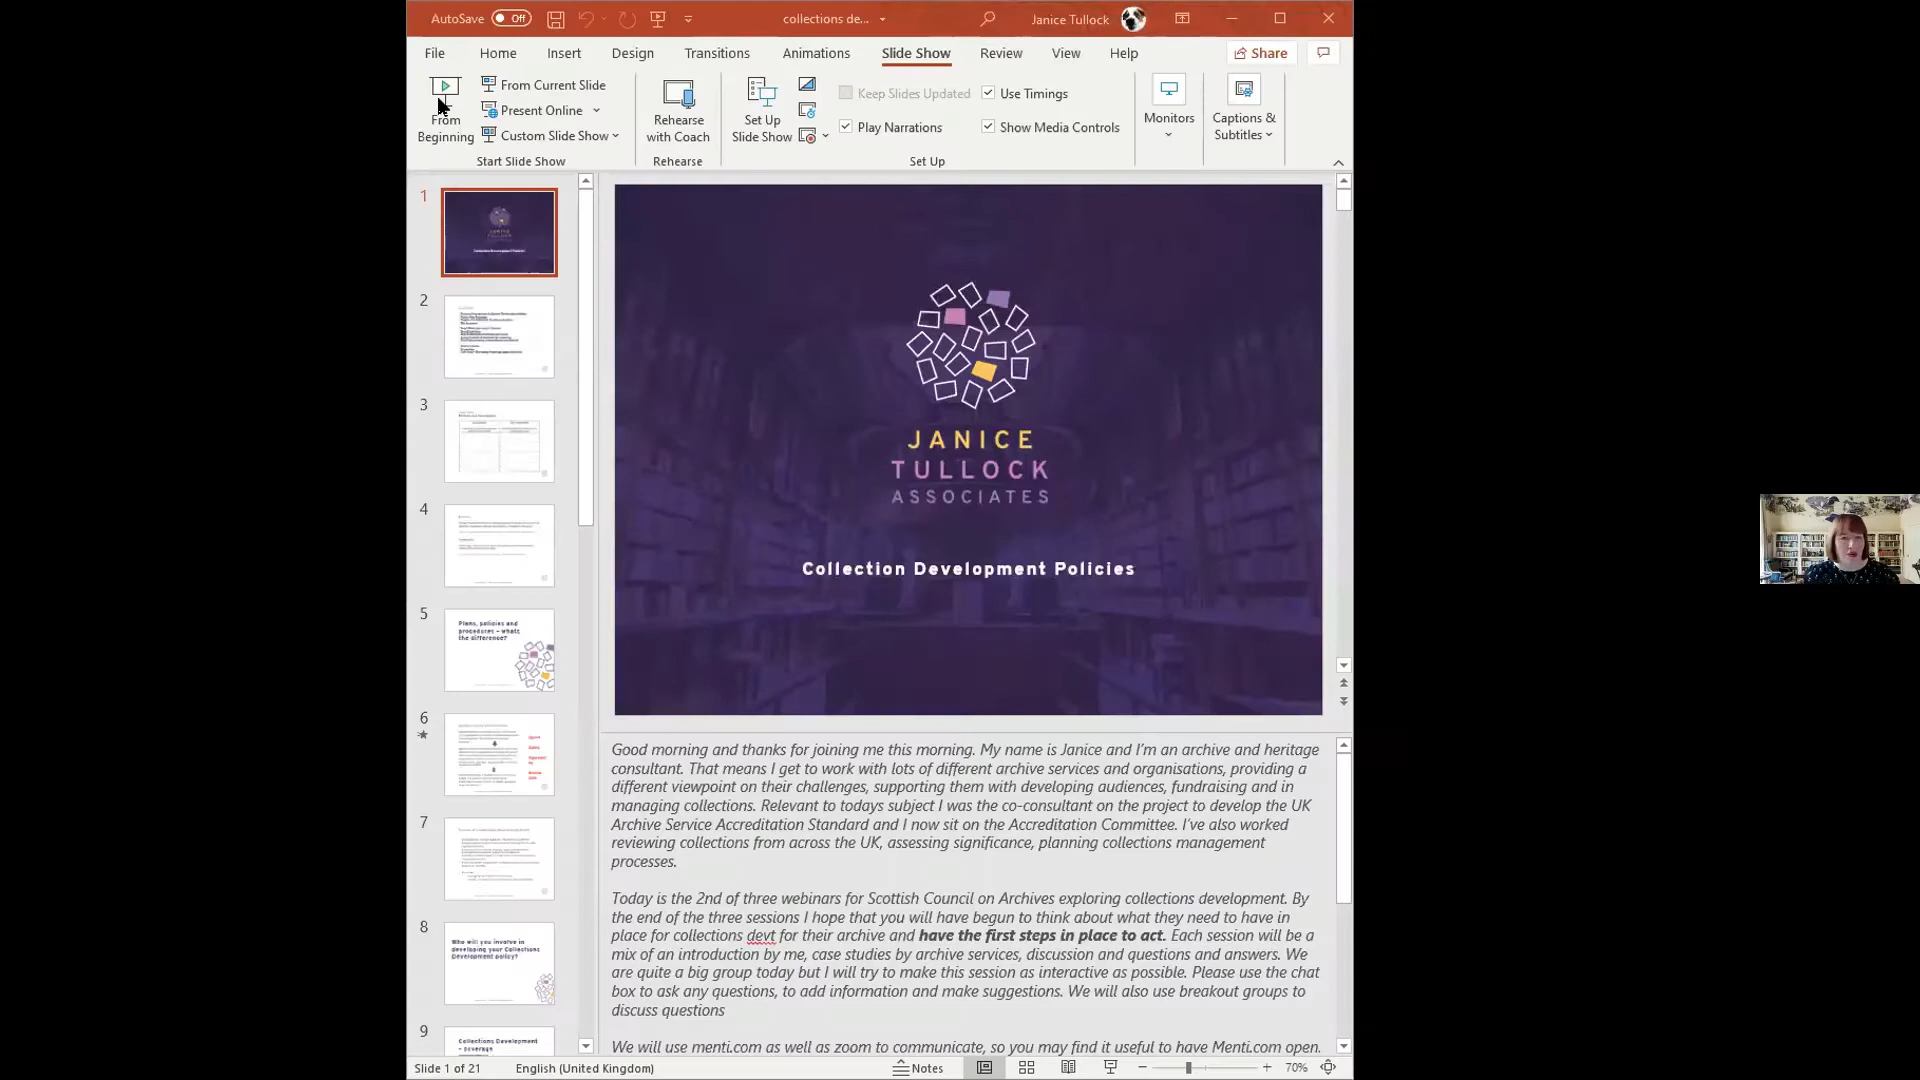 AutoSave Off collections de... Janice Tullock
File Home Insert Design Transitions Animations Slide Show Review View Help Share
From Beginning
From Current Slide
Present Online
Custom Slide Show
Start Slide Show
Rehearse with Coach
Rehearse
Set Up Slide Show
Keep Slides Updated
Play Narrations
Use Timings
Show Media Controls
Set Up
Monitors
Captions & Subtitles
1
2
3
4
5
Plans, policies and
procedures – whats
the difference?
6
7
8
Who will you involve in
developing your Collections
Development policy?
9
Collections Development
– coverage
JANICE
TULLOCK
ASSOCIATES
Collection Development Policies
Good morning and thanks for joining me this morning. My name is Janice and I'm an archive and heritage
consultant. That means I get to work with lots of different archive services and organisations, providing a
different viewpoint on their challenges, supporting them with developing audiences, fundraising and in
managing collections. Relevant to todays subject I was the co-consultant on the project to develop the UK
Archive Service Accreditation Standard and I now sit on the Accreditation Committee. I've also worked
reviewing collections from across the UK, assessing significance, planning collections management
processes.
Today is the 2nd of three webinars for Scottish Council on Archives exploring collections development. By
the end of the three sessions I hope that you will have begun to think about what they need to have in
place for collections devt for their archive and have the first steps in place to act. Each session will be a
mix of an introduction by me, case studies by archive services, discussion and questions and answers. We
are quite a big group today but I will try to make this session as interactive as possible. Please use the chat
box to ask any questions, to add information and make suggestions. We will also use breakout groups to
discuss questions
We will use menti.com as well as zoom to communicate, so you may find it useful to have Menti.com open.
Slide 1 of 21 English (United Kingdom) Notes 70%